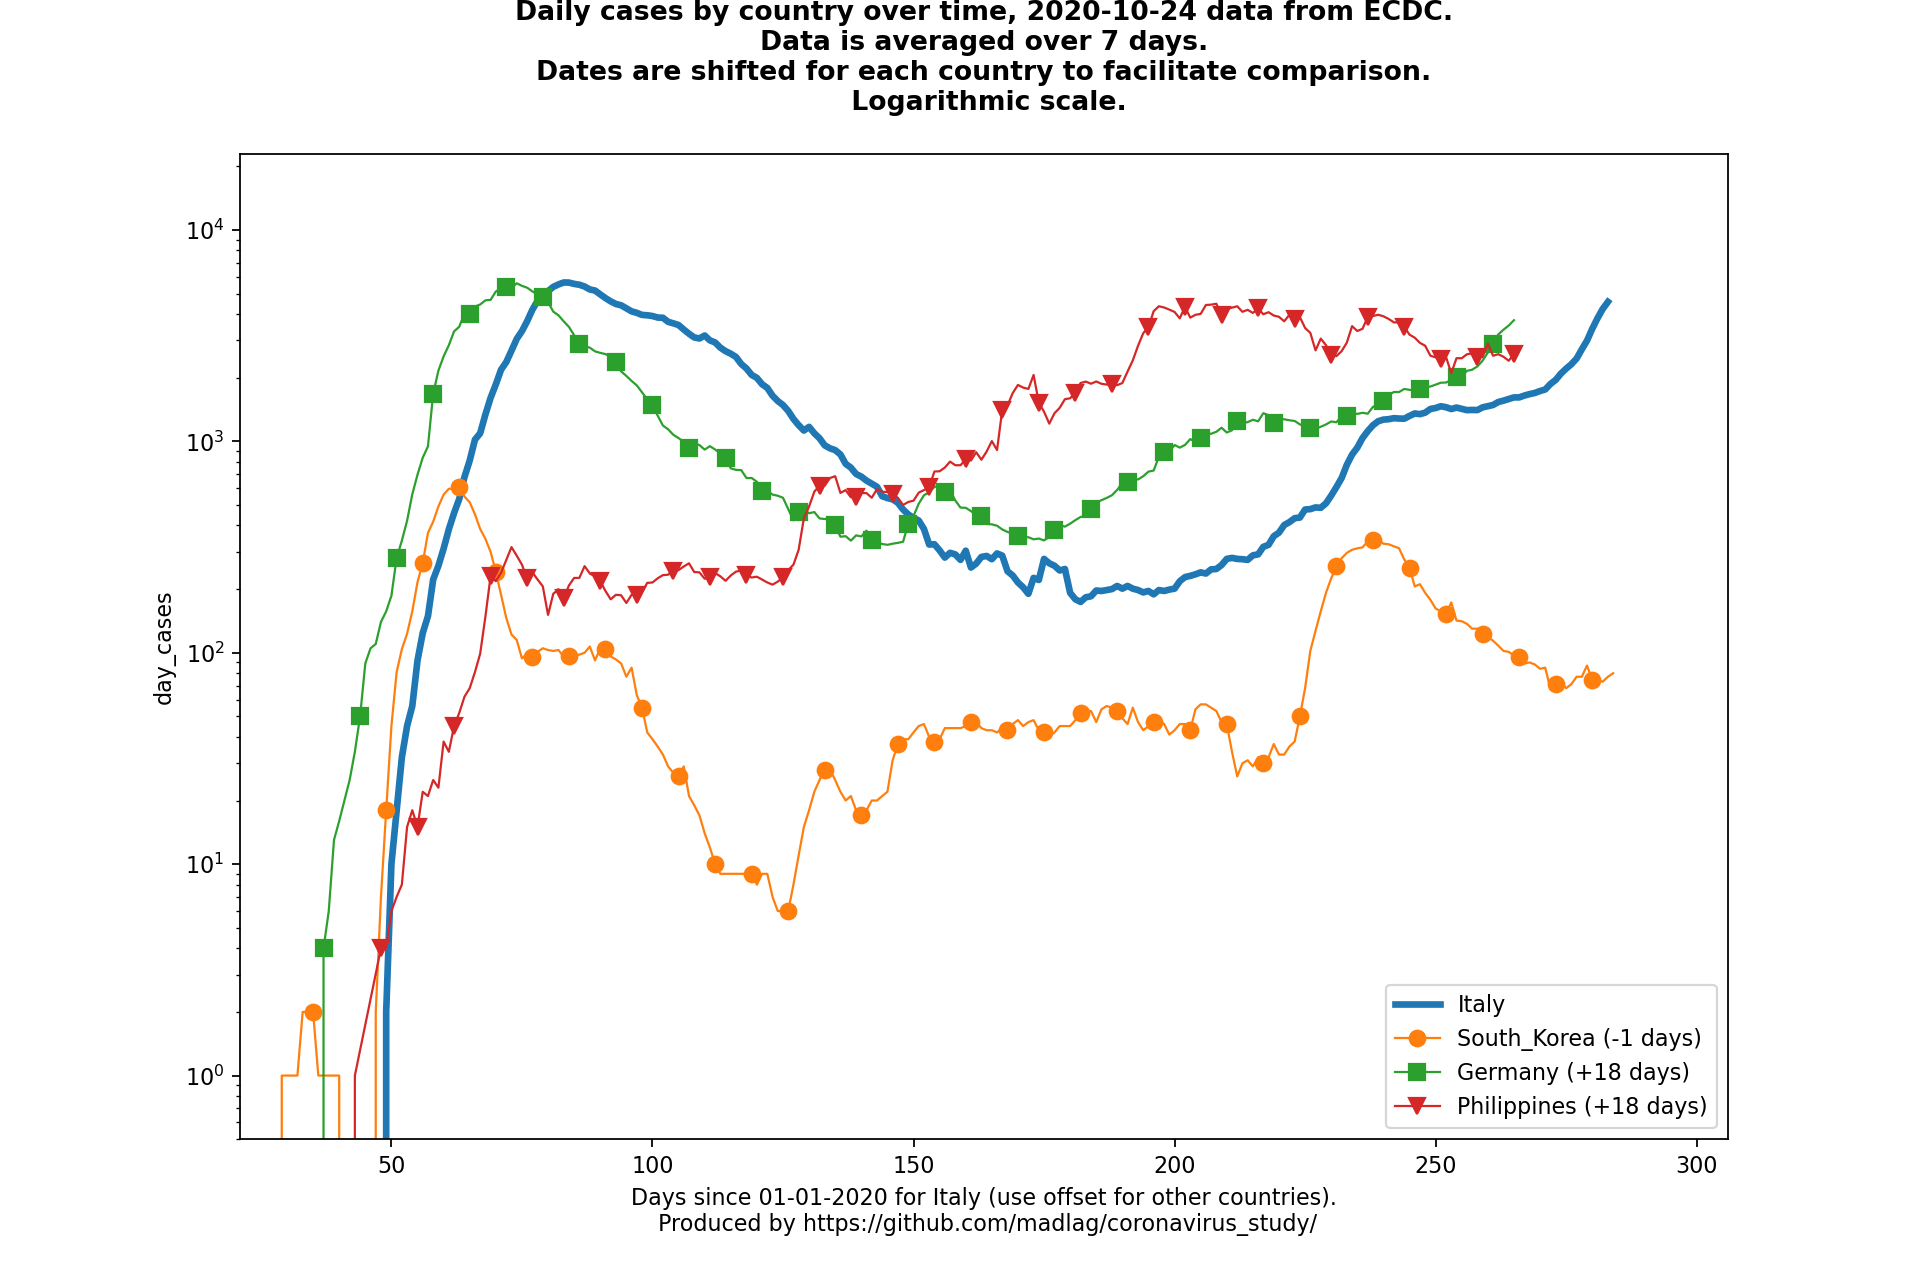 Daily cases by country over time, 2020-10-24 data from ECDC.
Data is averaged over 7 days.
Dates are shifted for each country to facilitate comparison.
Logarithmic scale.
10⁴
10³
10²
10¹
10⁰
day_cases
50
100
150
200
250
300
Italy
South_Korea (-1 days)
Germany (+18 days)
Philippines (+18 days)
Days since 01-01-2020 for Italy (use offset for other countries).
Produced by https://github.com/madlag/coronavirus_study/